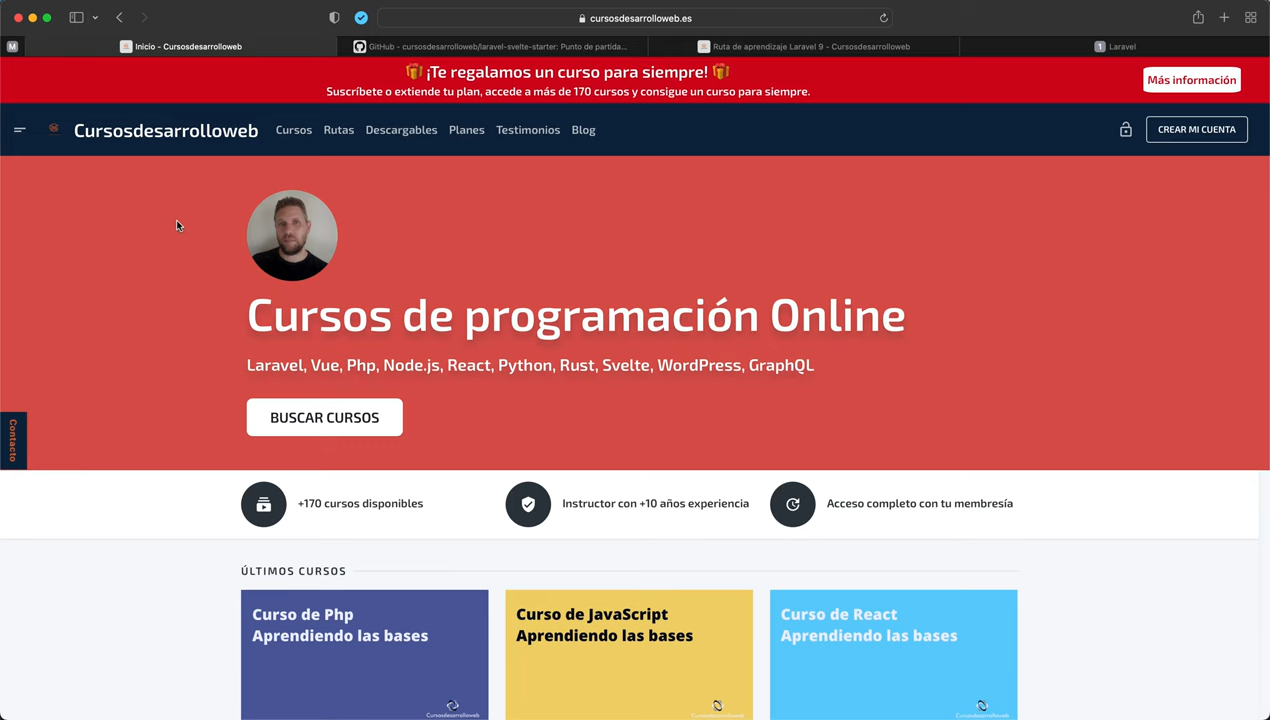 cursosdesarrolloweb.es
M
Inicio - Cursosdesarrolloweb
GitHub - cursosdesarrolloweb/laravel-svelte-starter: Punto de partida...
Ruta de aprendizaje Laravel 9 - Cursosdesarrolloweb
1 Laravel
¡Te regalamos un curso para siempre!
Suscríbete o extiende tu plan, accede a más de 170 cursos y consigue un curso para siempre.
Más información
Cursosdesarrolloweb
Cursos
Rutas
Descargables
Planes
Testimonios
Blog
CREAR MI CUENTA
Cursos de programación Online
Laravel, Vue, Php, Node.js, React, Python, Rust, Svelte, WordPress, GraphQL
BUSCAR CURSOS
Contacto
+170 cursos disponibles
Instructor con +10 años experiencia
Acceso completo con tu membresía
ÚLTIMOS CURSOS
Curso de Php
Aprendiendo las bases
Cursosdesarrolloweb
Curso de JavaScript
Aprendiendo las bases
Cursosdesarrolloweb
Curso de React
Aprendiendo las bases
Cursosdesarrolloweb